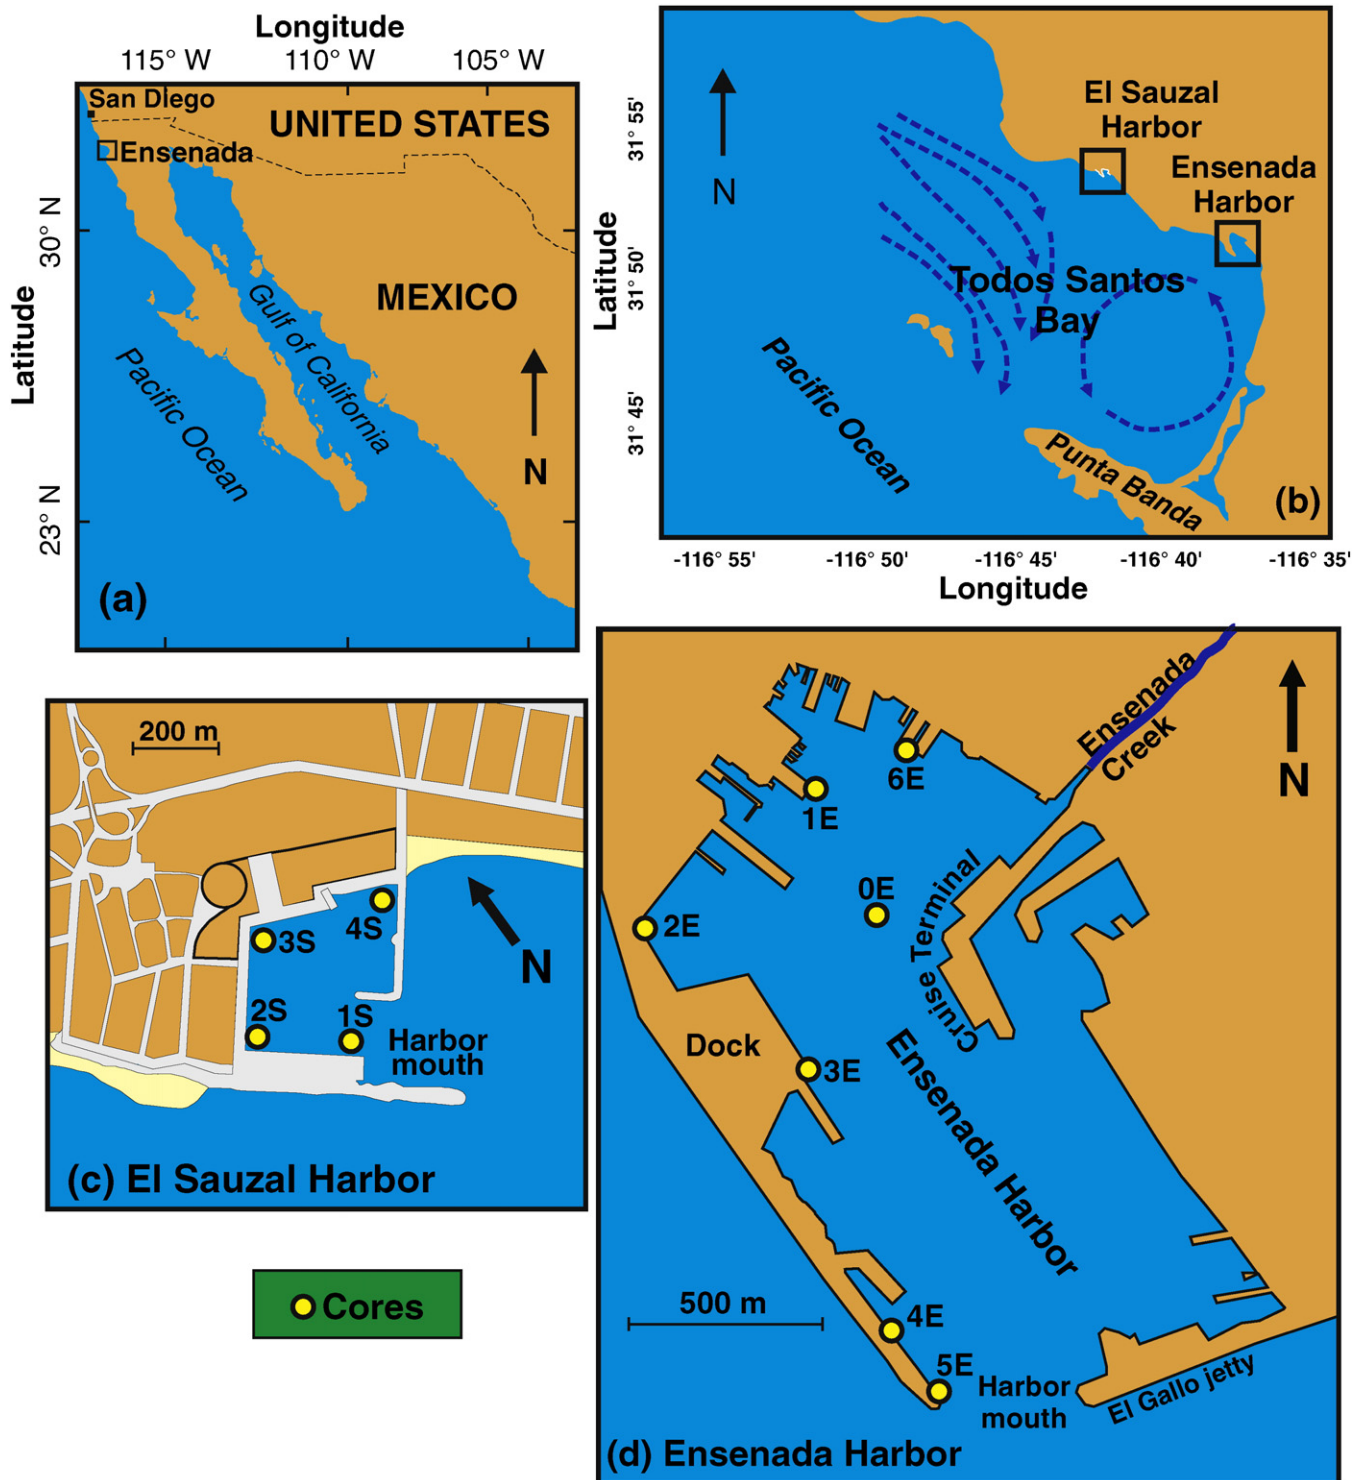 Longitude
115° W
110° W
105° W
San Diego
UNITED STATES
Ensenada
30° N
MEXICO
Gulf of California
Latitude
Pacific Ocean
N
23° N
(a)
El Sauzal
Harbor
Ensenada
Harbor
N
31° 55'
31° 50'
31° 45'
Latitude
Todos Santos
Bay
Pacific Ocean
Punta Banda
(b)
-116° 55'
-116° 50'
-116° 45'
-116° 40'
-116° 35'
Longitude
200 m
4S
3S
N
2S
1S
Harbor
mouth
(c) El Sauzal Harbor
Cores
Ensenada
Creek
N
6E
1E
0E
2E
Cruise Terminal
Dock
3E
Ensenada Harbor
500 m
4E
5E
Harbor
mouth
El Gallo jetty
(d) Ensenada Harbor